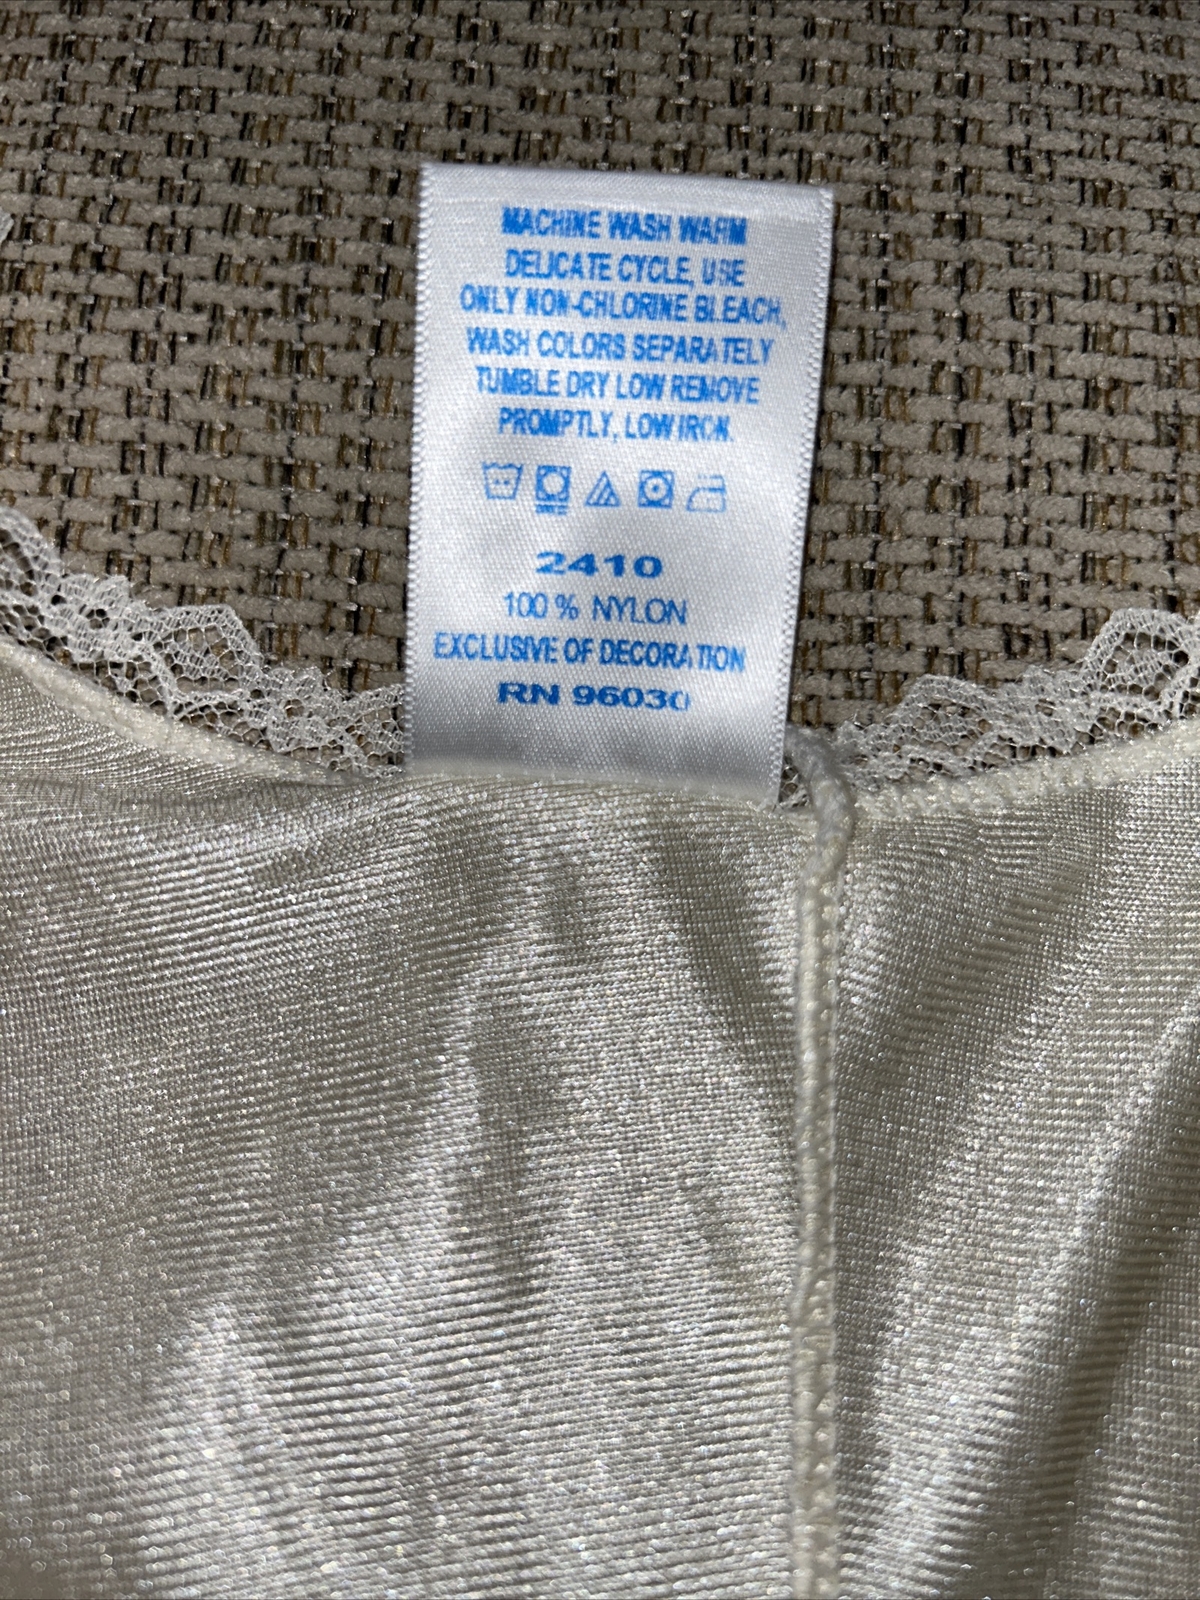 MACHINE WASH WARM
DELICATE CYCLE, USE
ONLY NON-CHLORINE BLEACH,
WASH COLORS SEPARATELY
TUMBLE DRY LOW REMOVE
PROMPTLY, LOW IRON.
2410
100 % NYLON
EXCLUSIVE OF DECORATION
RN 96030